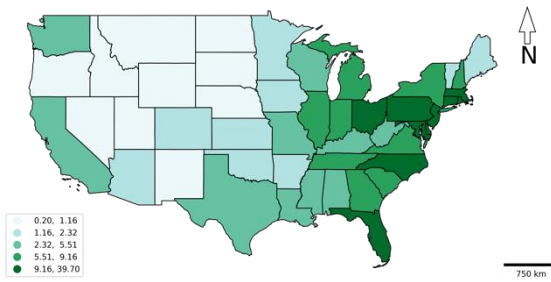 N
0.20, 1.16
1.16, 2.32
2.32, 5.51
5.51, 9.16
9.16, 39.70
750 km